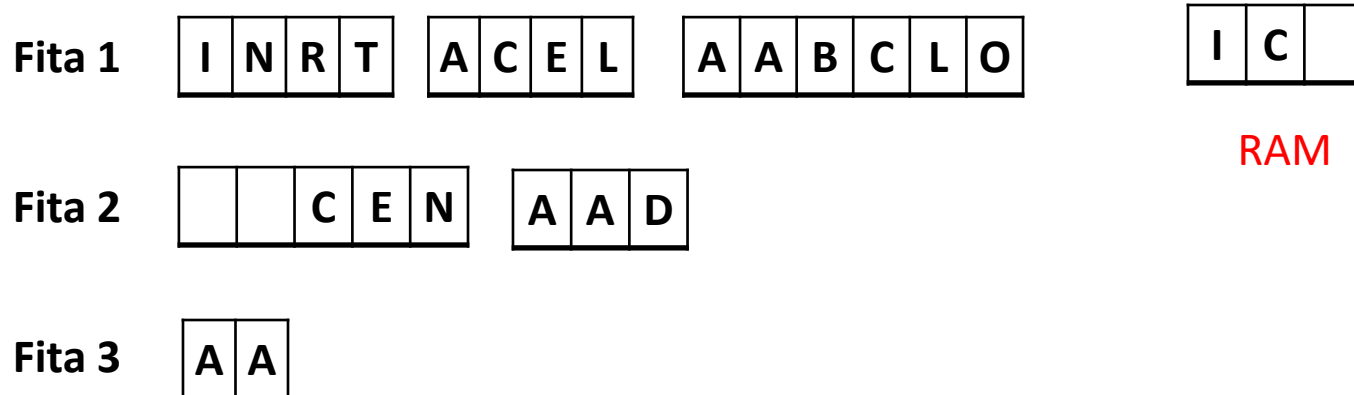 Fita 1 I N R T A C E L A A B C L O I C
RAM
Fita 2 C E N A A D
Fita 3 A A